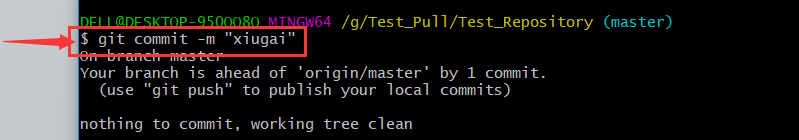 DELL@DESKTOP-95OOO8O MINGW64 /g/Test_Pull/Test_Repository (master)
$ git commit -m "xiugai"
On branch master
Your branch is ahead of 'origin/master' by 1 commit.
  (use "git push" to publish your local commits)
nothing to commit, working tree clean